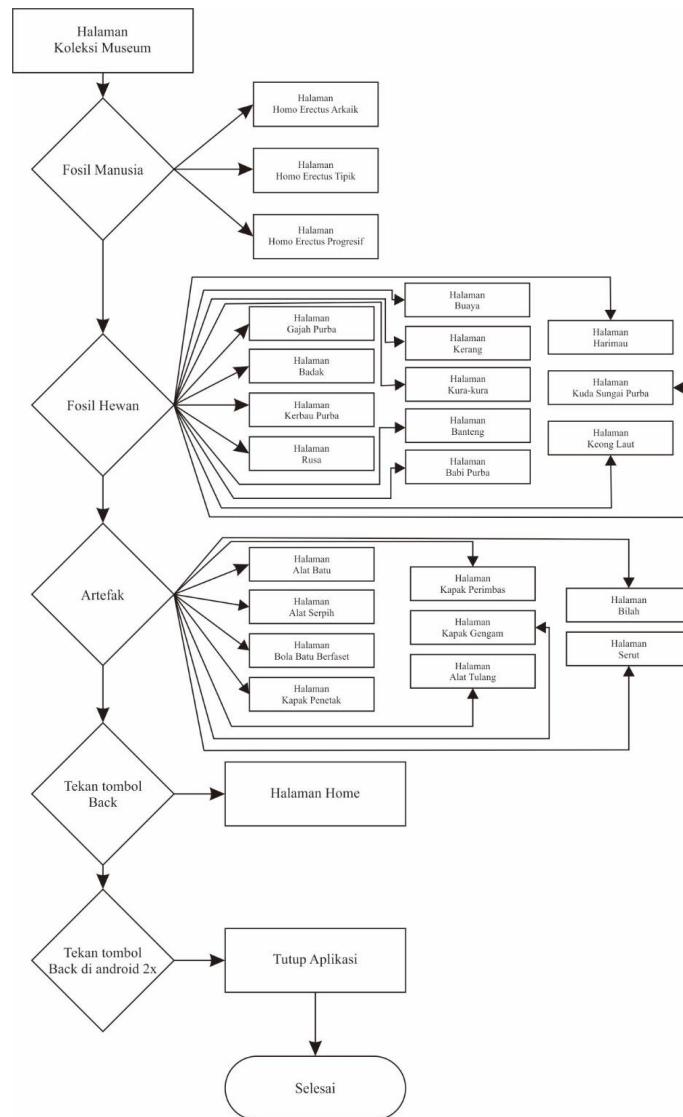 Halaman
Koleksi Museum
Fosil Manusia
Halaman
Homo Erectus Arkaik
Halaman
Homo Erectus Tipik
Halaman
Homo Erectus Progresif
Fosil Hewan
Halaman
Gajah Purba
Halaman
Badak
Halaman
Kerbau Purba
Halaman
Rusa
Halaman
Buaya
Halaman
Kerang
Halaman
Kura-kura
Halaman
Banteng
Halaman
Babi Purba
Halaman
Harimau
Halaman
Kuda Sungai Purba
Halaman
Keong Laut
Artefak
Halaman
Alat Batu
Halaman
Alat Serpih
Halaman
Bola Batu Berfaset
Halaman
Kapak Penetak
Halaman
Kapak Perimbas
Halaman
Kapak Gengam
Halaman
Alat Tulang
Halaman
Bilah
Halaman
Serut
Tekan tombol
Back
Halaman Home
Tekan tombol
Back di android 2x
Tutup Aplikasi
Selesai